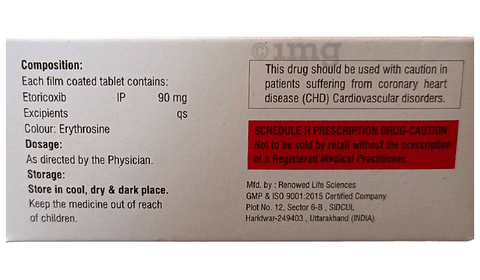 1mg
Composition:
Each film coated tablet contains:
Etoricoxib IP 90 mg
Excipients qs
Colour: Erythrosine
Dosage:
As directed by the Physician.
Storage:
Store in cool, dry & dark place.
Keep the medicine out of reach
of children.
This drug should be used with caution in
patients suffering from coronary heart
disease (CHD) Cardiovascular disorders.
SCHEDULE H PRESCRIPTION DRUG-CAUTION
Not to be sold by retail without the prescription
of a Registered Medical Practitioner.
Mfd. by : Renowed Life Sciences
GMP & ISO 9001:2015 Certified Company
Plot No. 12, Sector 6-B , SIDCUL
Haridwar-249403 , Uttarakhand (INDIA)